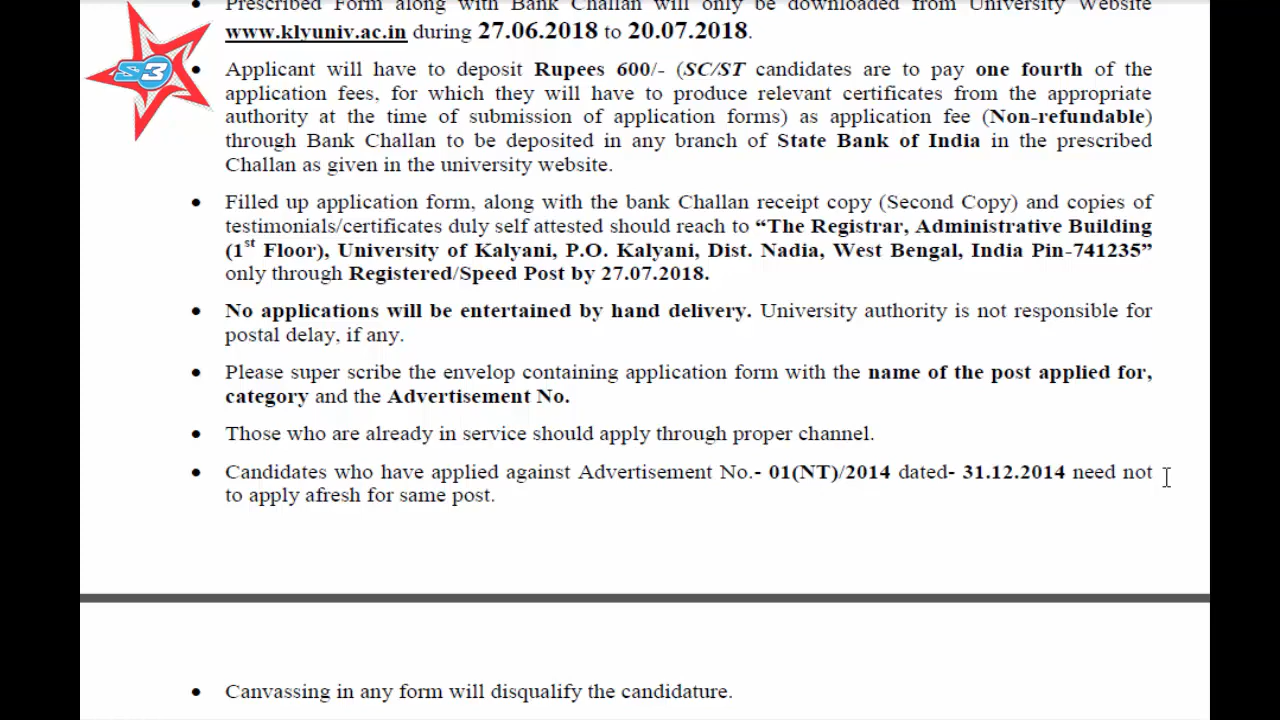 Prescribed Form along with Bank Challan will only be downloaded from University Website
www.klyuniv.ac.in during 27.06.2018 to 20.07.2018.
S3
• Applicant will have to deposit Rupees 600/- (SC/ST candidates are to pay one fourth of the
application fees, for which they will have to produce relevant certificates from the appropriate
authority at the time of submission of application forms) as application fee (Non-refundable)
through Bank Challan to be deposited in any branch of State Bank of India in the prescribed
Challan as given in the university website.
• Filled up application form, along with the bank Challan receipt copy (Second Copy) and copies of
testimonials/certificates duly self attested should reach to “The Registrar, Administrative Building
(1st Floor), University of Kalyani, P.O. Kalyani, Dist. Nadia, West Bengal, India Pin-741235”
only through Registered/Speed Post by 27.07.2018.
• No applications will be entertained by hand delivery. University authority is not responsible for
postal delay, if any.
• Please super scribe the envelop containing application form with the name of the post applied for,
category and the Advertisement No.
• Those who are already in service should apply through proper channel.
• Candidates who have applied against Advertisement No.- 01(NT)/2014 dated- 31.12.2014 need not
to apply afresh for same post.
• Canvassing in any form will disqualify the candidature.